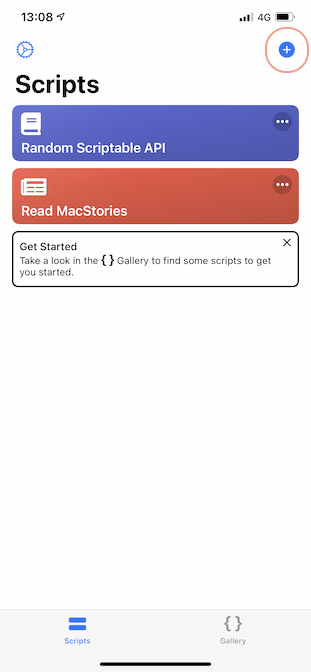 13:08 4G
Scripts
Random Scriptable API
Read MacStories
Get Started
Take a look in the {} Gallery to find some scripts to get
you started.
Scripts Gallery